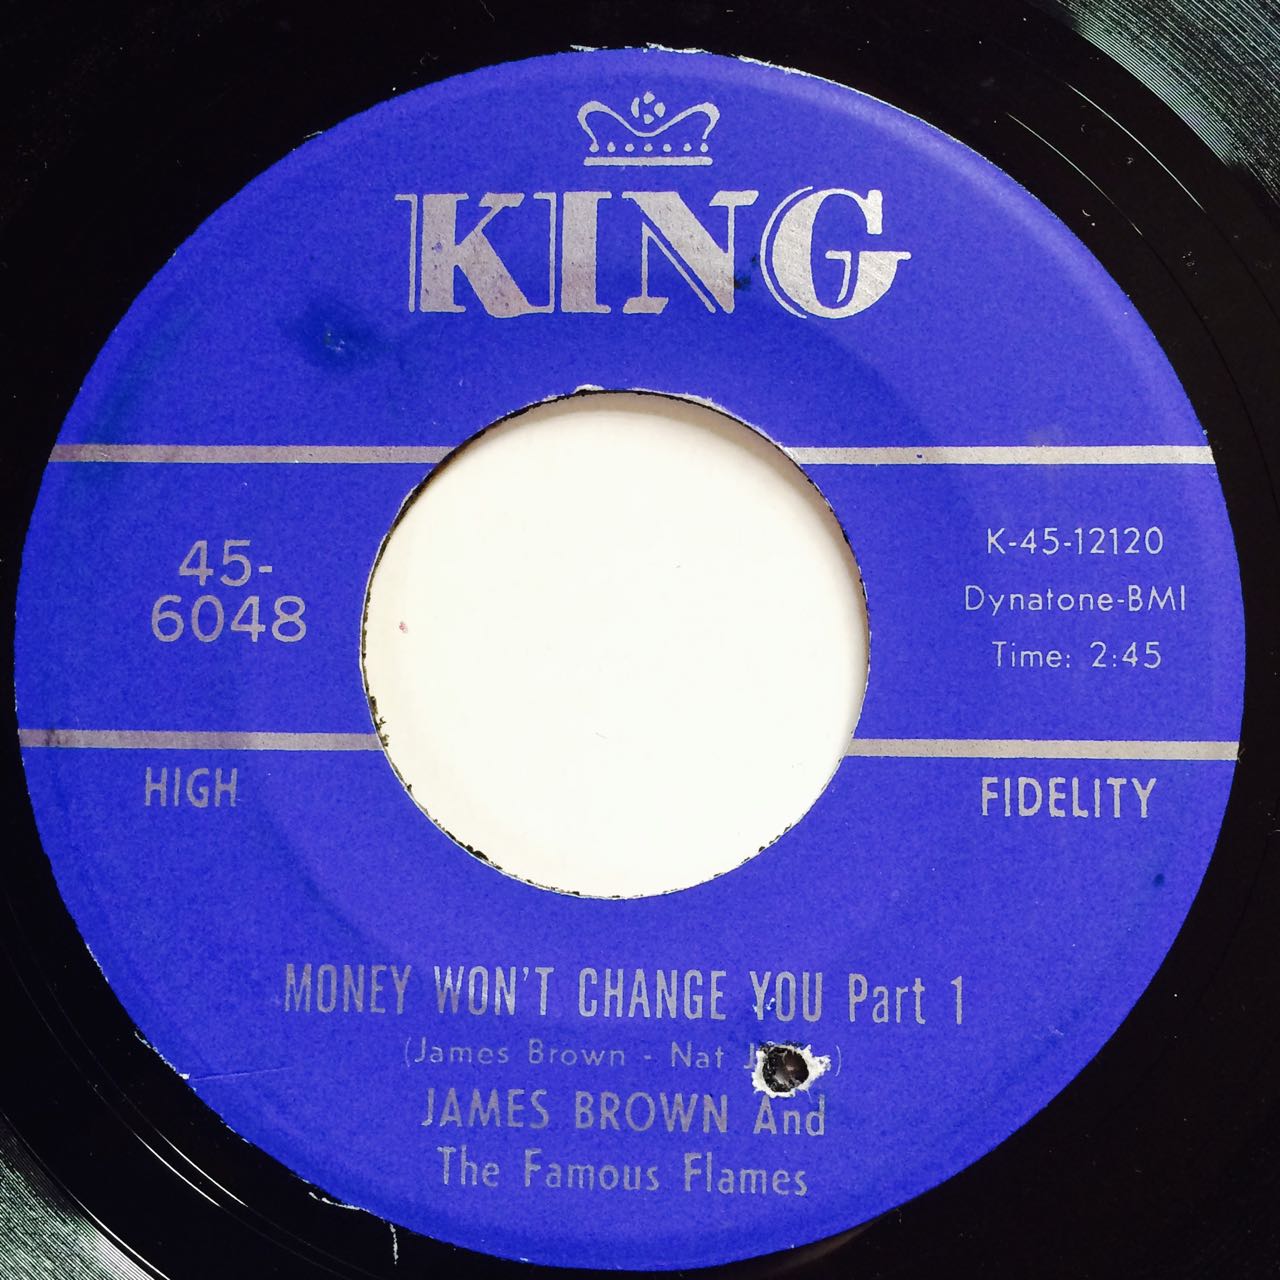 K
KING
45-
6048
K-45-12120
Dynatone-BMI
Time: 2:45
HIGH FIDELITY
MONEY WON'T CHANGE YOU Part 1
(James Brown - Nat )
JAMES BROWN And
The Famous Flames